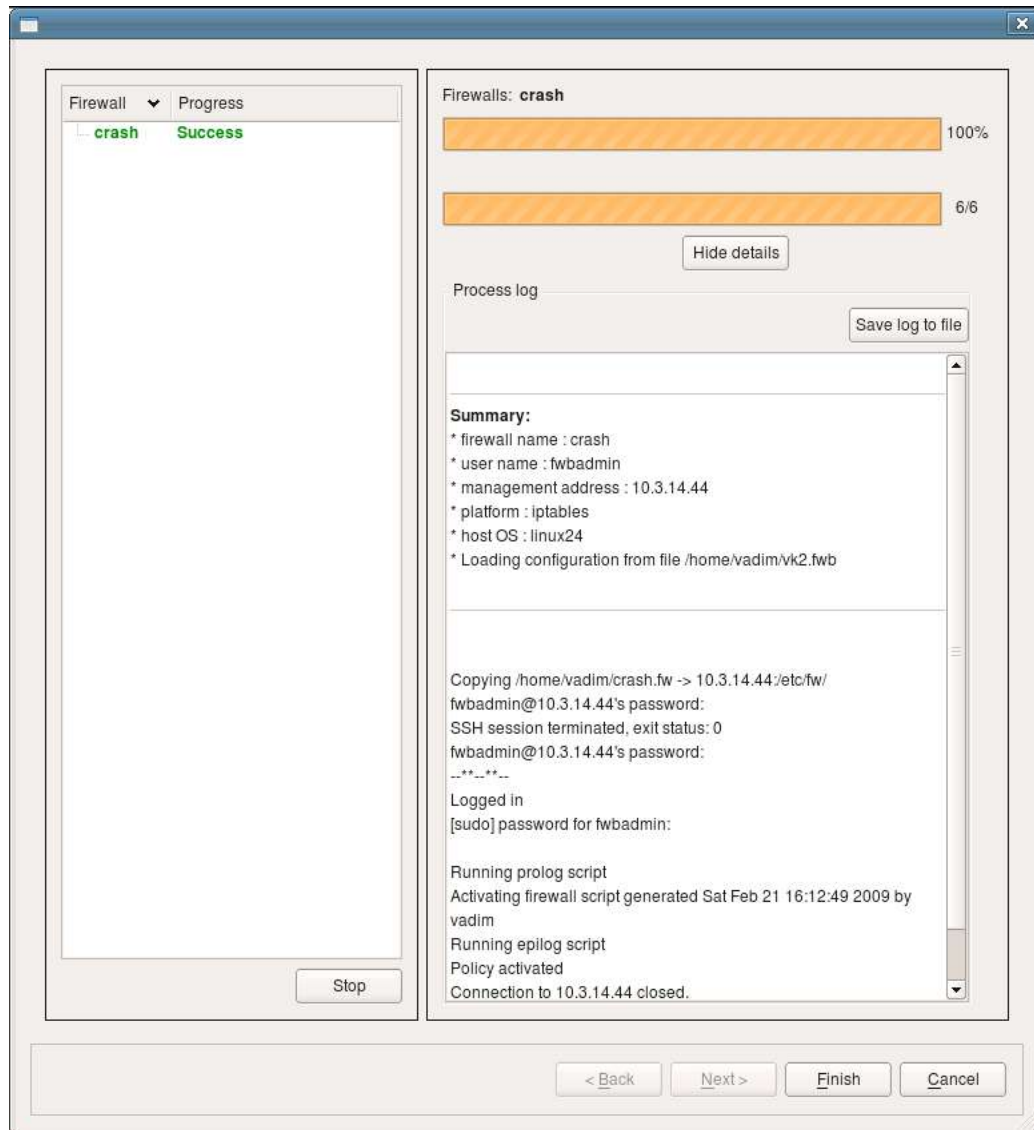 Firewall Progress
crash Success
Stop
Firewalls: crash
100%
6/6
Hide details
Process log
Save log to file
Summary:
* firewall name : crash
* user name : fwbadmin
* management address : 10.3.14.44
* platform : iptables
* host OS : linux24
* Loading configuration from file /home/vadim/vk2.fwb
Copying /home/vadim/crash.fw -> 10.3.14.44:/etc/fw/
fwbadmin@10.3.14.44's password:
SSH session terminated, exit status: 0
fwbadmin@10.3.14.44's password:
--**--**--
Logged in
[sudo] password for fwbadmin:
Running prolog script
Activating firewall script generated Sat Feb 21 16:12:49 2009 by
vadim
Running epilog script
Policy activated
Connection to 10.3.14.44 closed.
< Back Next > Finish Cancel